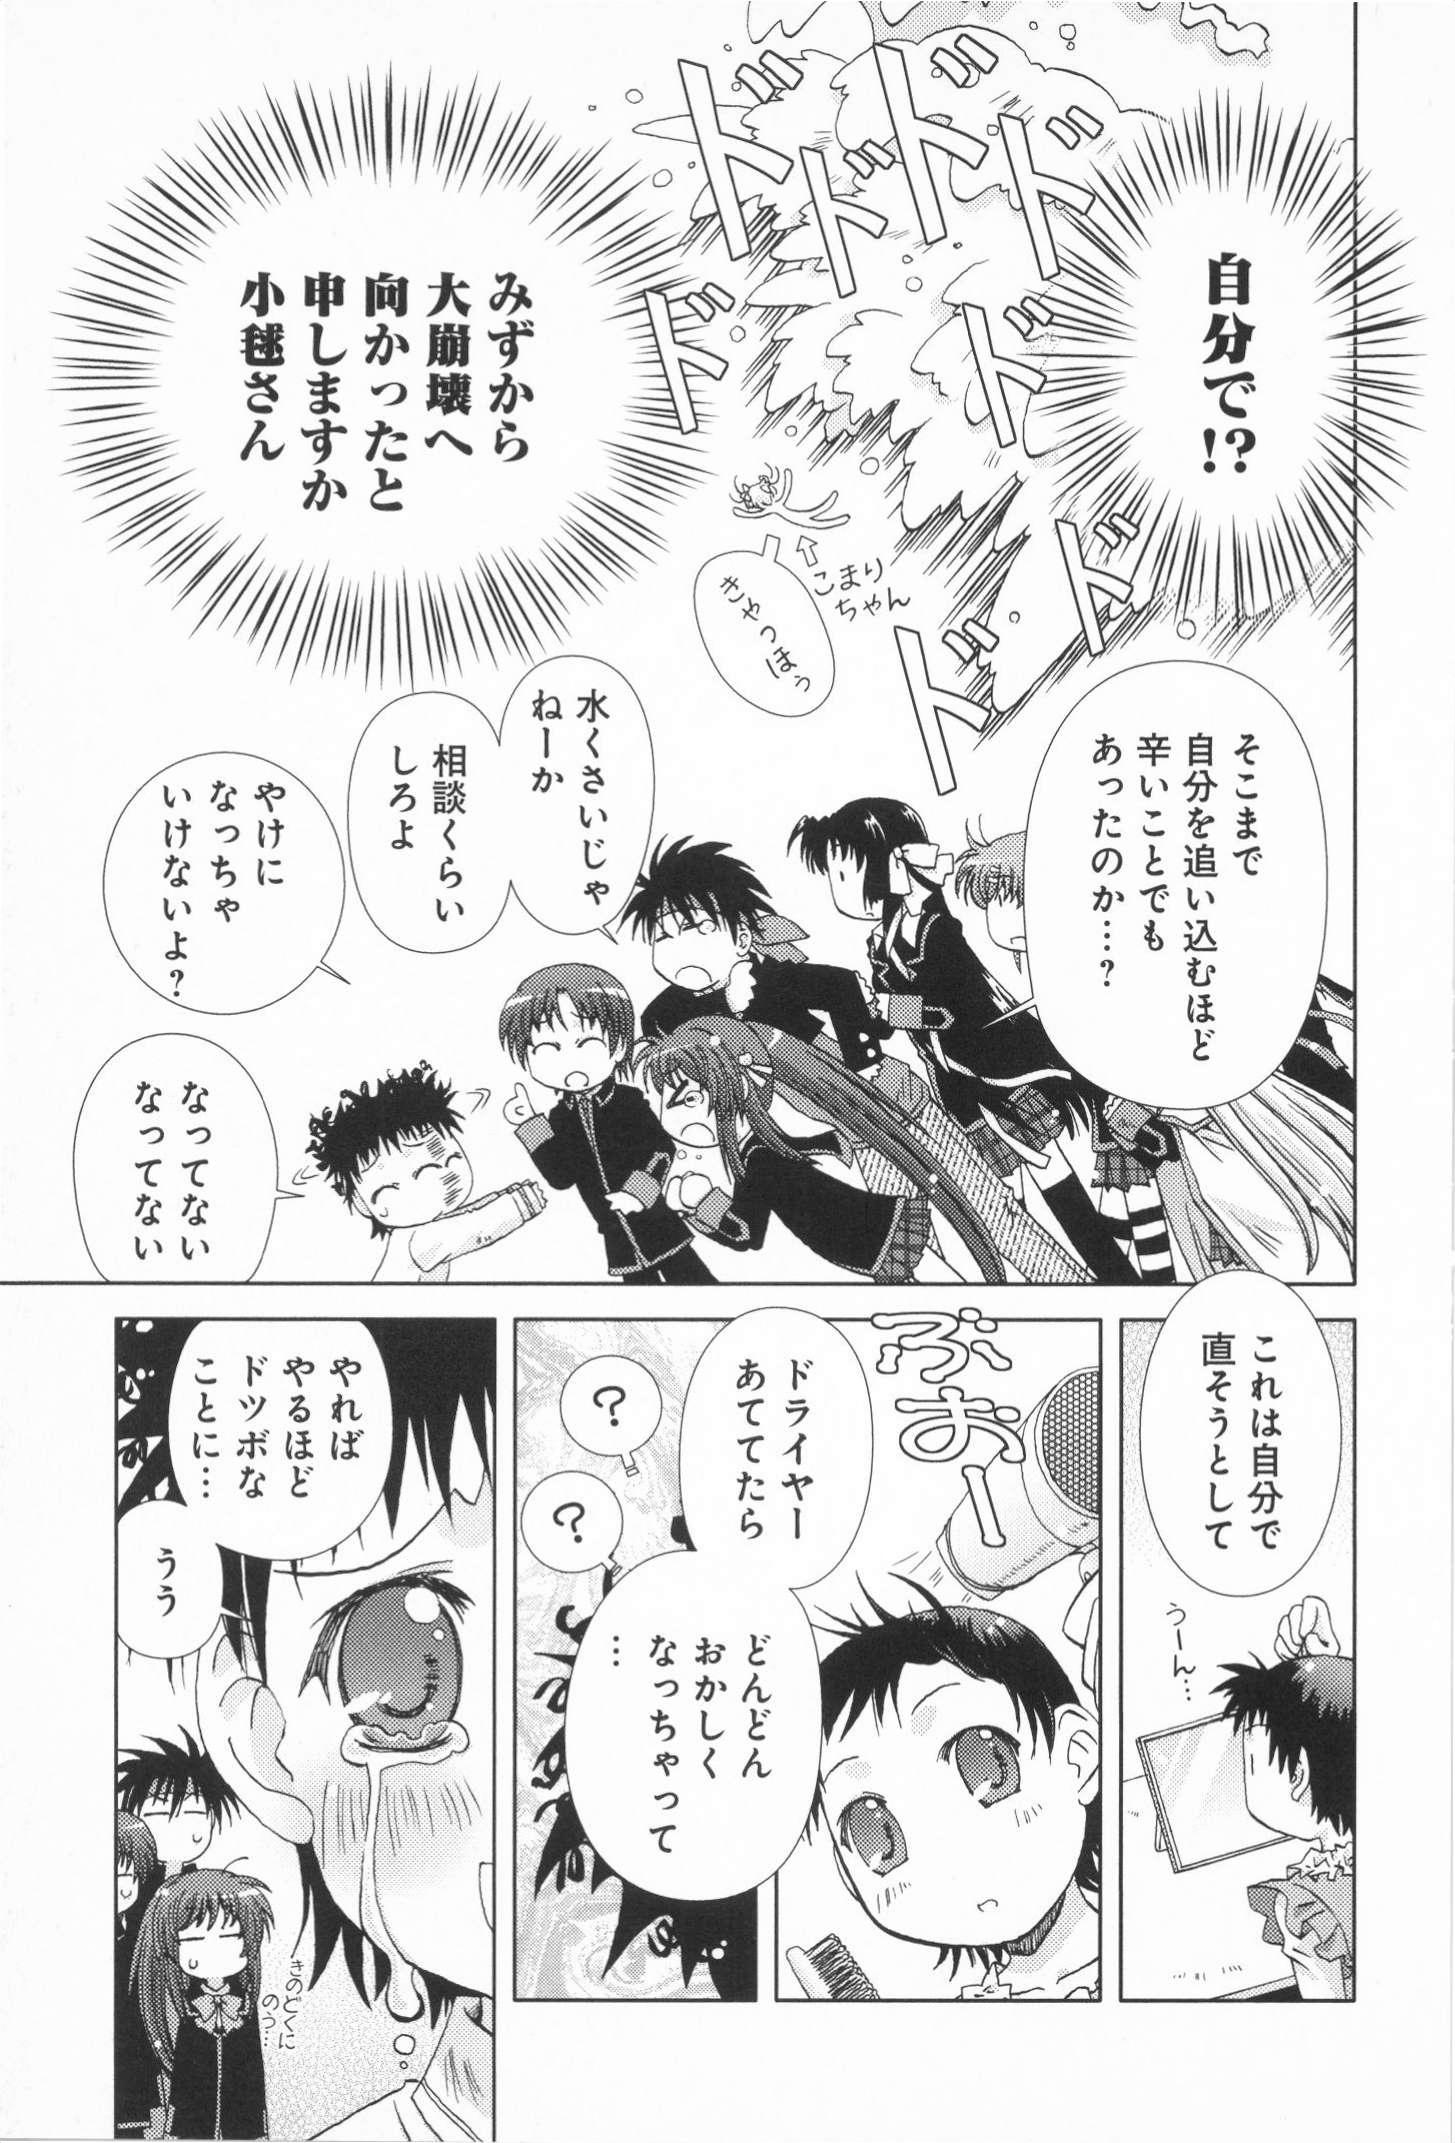 自分で!?
ドドドド
ド
ドド
みずから
大崩壊へ
向かったと
申しますか
小毬さん
こまり
ちゃん
きゃっほぅ
そこまで
自分を追い込むほど
辛いことでも
あったのか…?
水くさいじゃ
ねーか
相談くらい
しろよ
やけに
なっちゃ
いけないよ?
なってない
なってない
これは自分で
直そうとして
うーん…
ぶおー
ドライヤー
あててたら
どんどん
おかしく
なっちゃって
…
?
?
やれば
やるほど
ドツボな
ことに…
うう
きのどくに
のう…